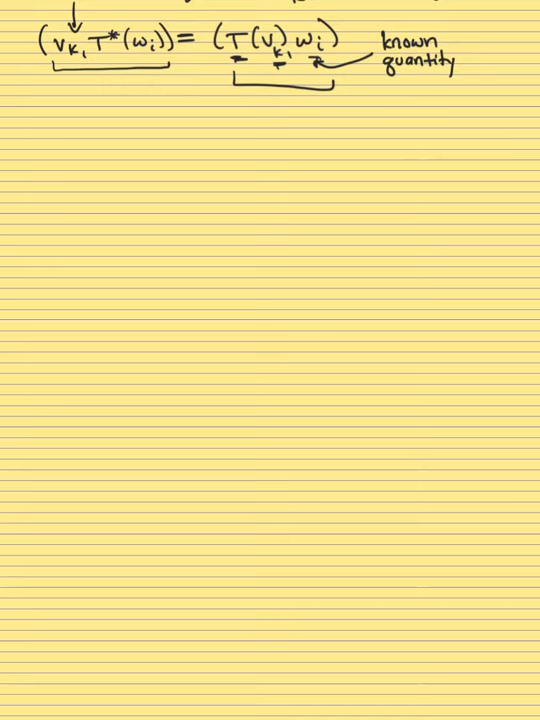 (v_k, T*(w_i)) = (T(v_k), w_i) known
quantity